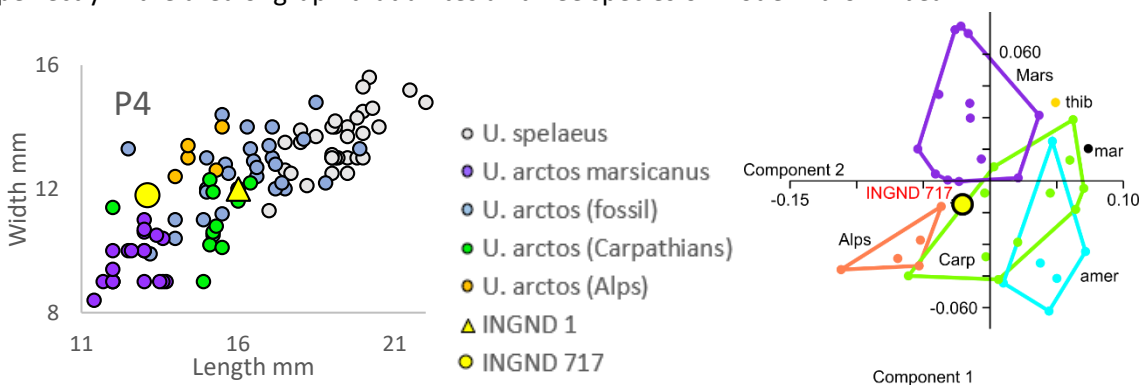 16
P4
12
8
Width mm
11
16
21
Length mm
U. spelaeus
U. arctos marsicanus
U. arctos (fossil)
U. arctos (Carpathians)
U. arctos (Alps)
INGND 1
INGND 717
0.060
Mars
thib
mar
Component 2
-0.15
INGND 717
0.10
Alps
Carp
amer
-0.060
Component 1